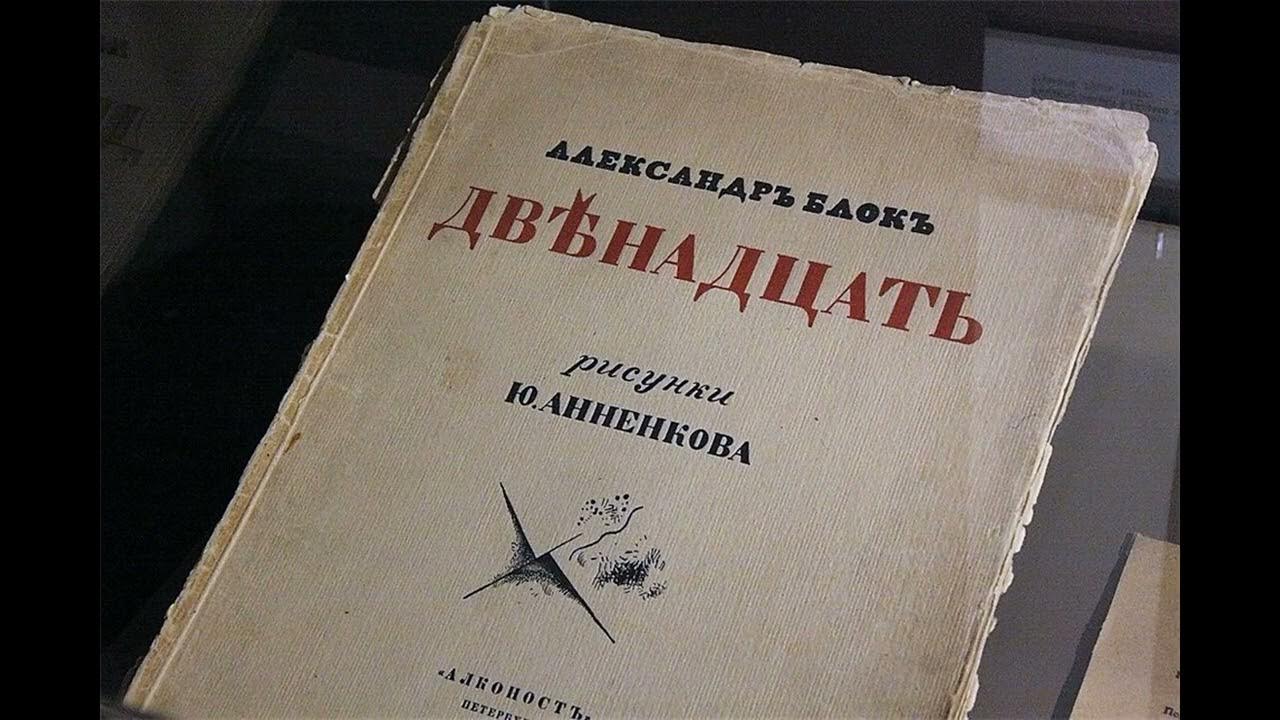 АЛЕКСАНДРЪ БЛОКЪ
ДВѢНАДЦАТЬ
рисунки
Ю. АННЕНКОВА
«АЛКОНОСТЪ»